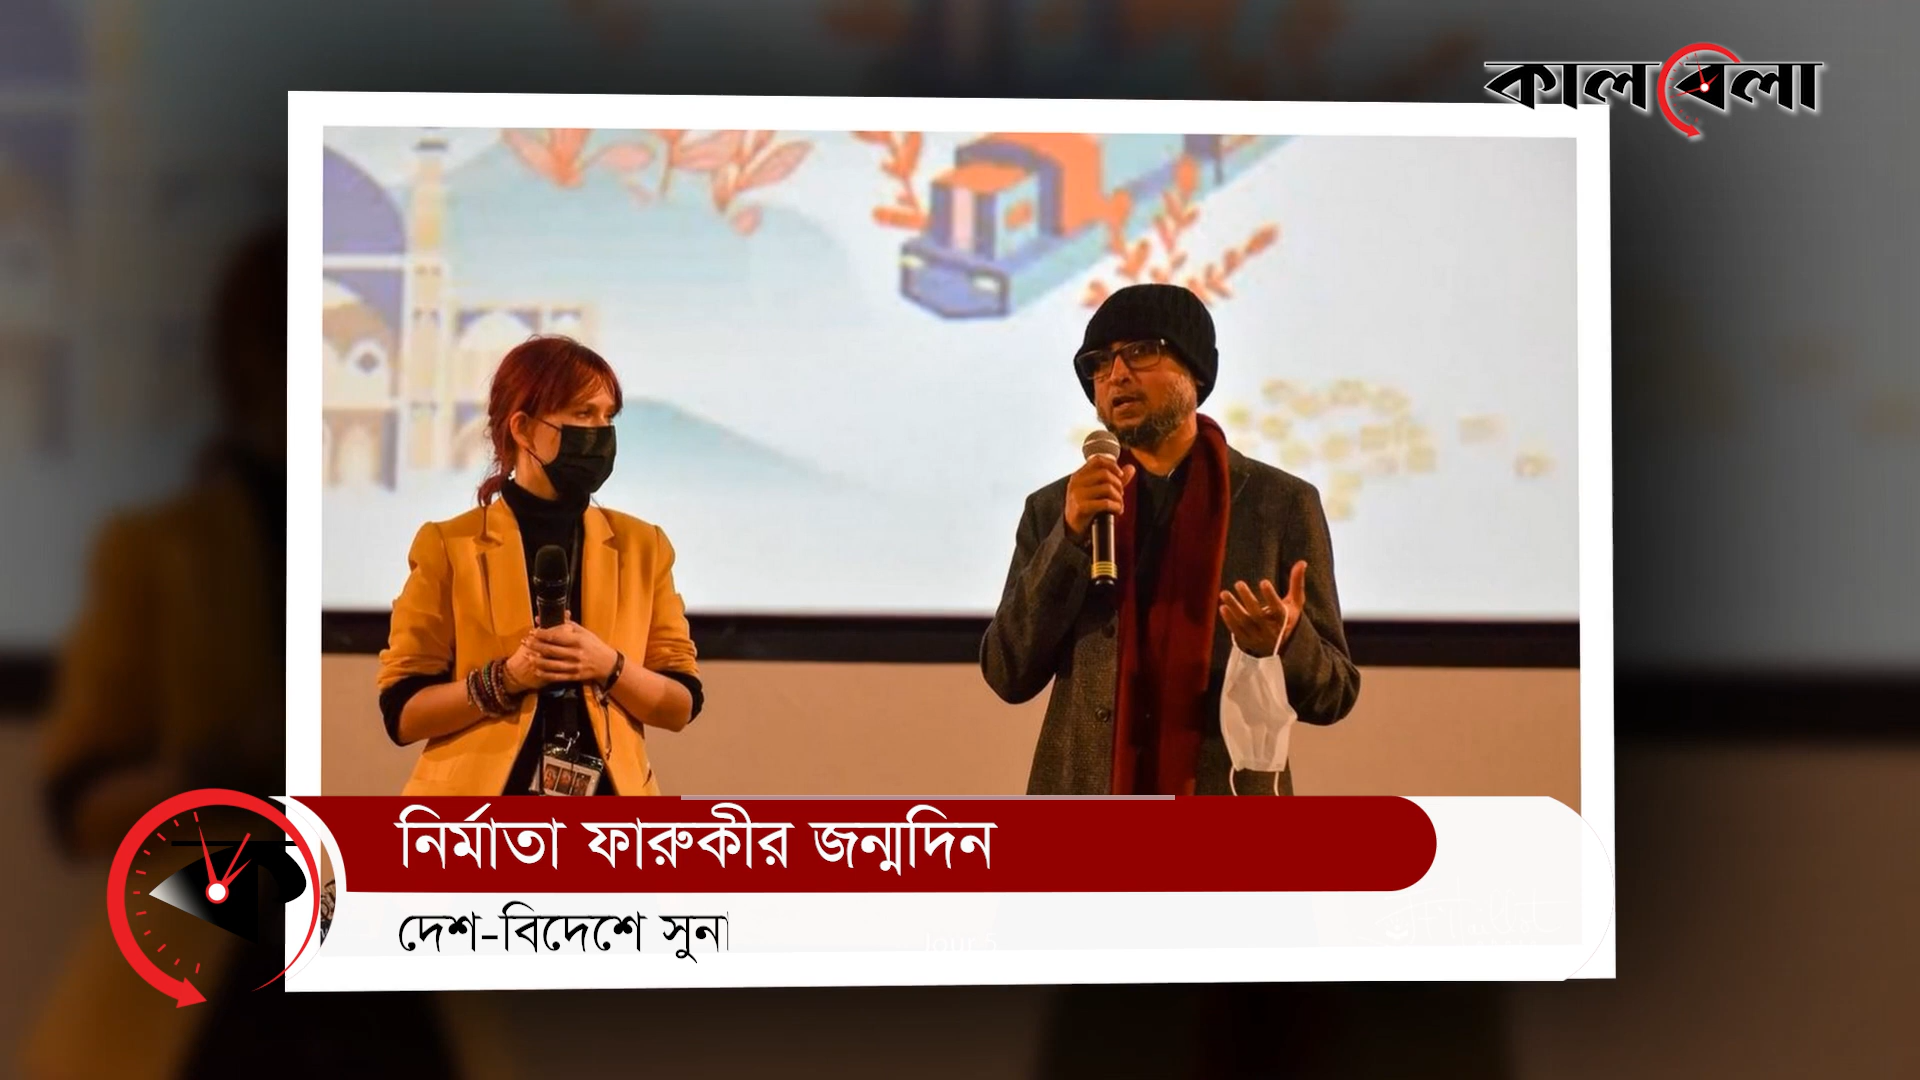 কালবেলা
নির্মাতা ফারুকীর জন্মদিন
দেশ-বিদেশে সুনা